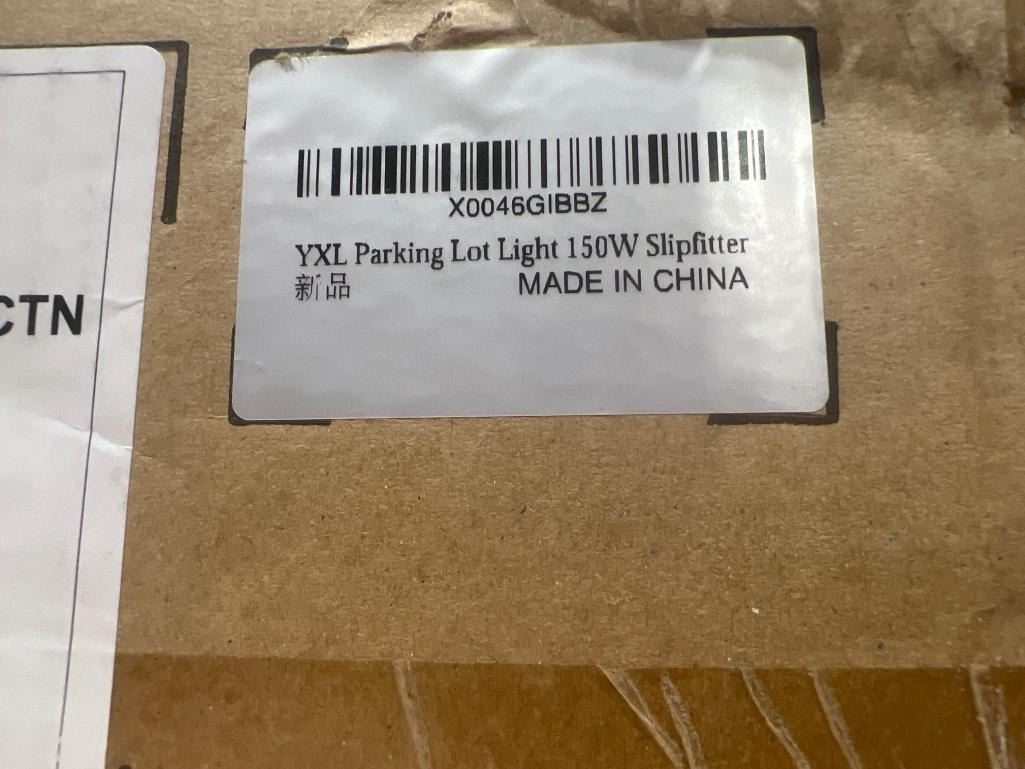 CTN
X0046GIBBZ
YXL Parking Lot Light 150W Slipfitter
新品 MADE IN CHINA